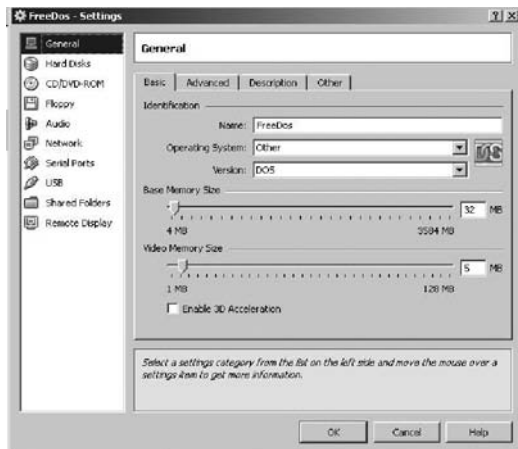 FreeDos - Settings
General
Hard Disks
CD/DVD-ROM
Floppy
Audio
Network
Serial Ports
USB
Shared Folders
Remote Display
General
Basic Advanced Description Other
Identification
Name: FreeDos
Operating System: Other
Version: DOS
Base Memory Size
32 MB
4 MB 3584 MB
Video Memory Size
5 MB
1 MB 128 MB
Enable 3D Acceleration
Select a settings category from the list on the left side and move the mouse over a
settings item to get more information.
OK Cancel Help